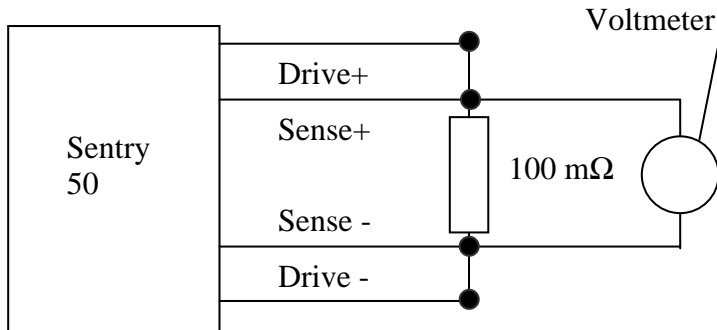 Voltmeter
Drive+
Sense+
Sentry
50
100 mΩ
Sense -
Drive -